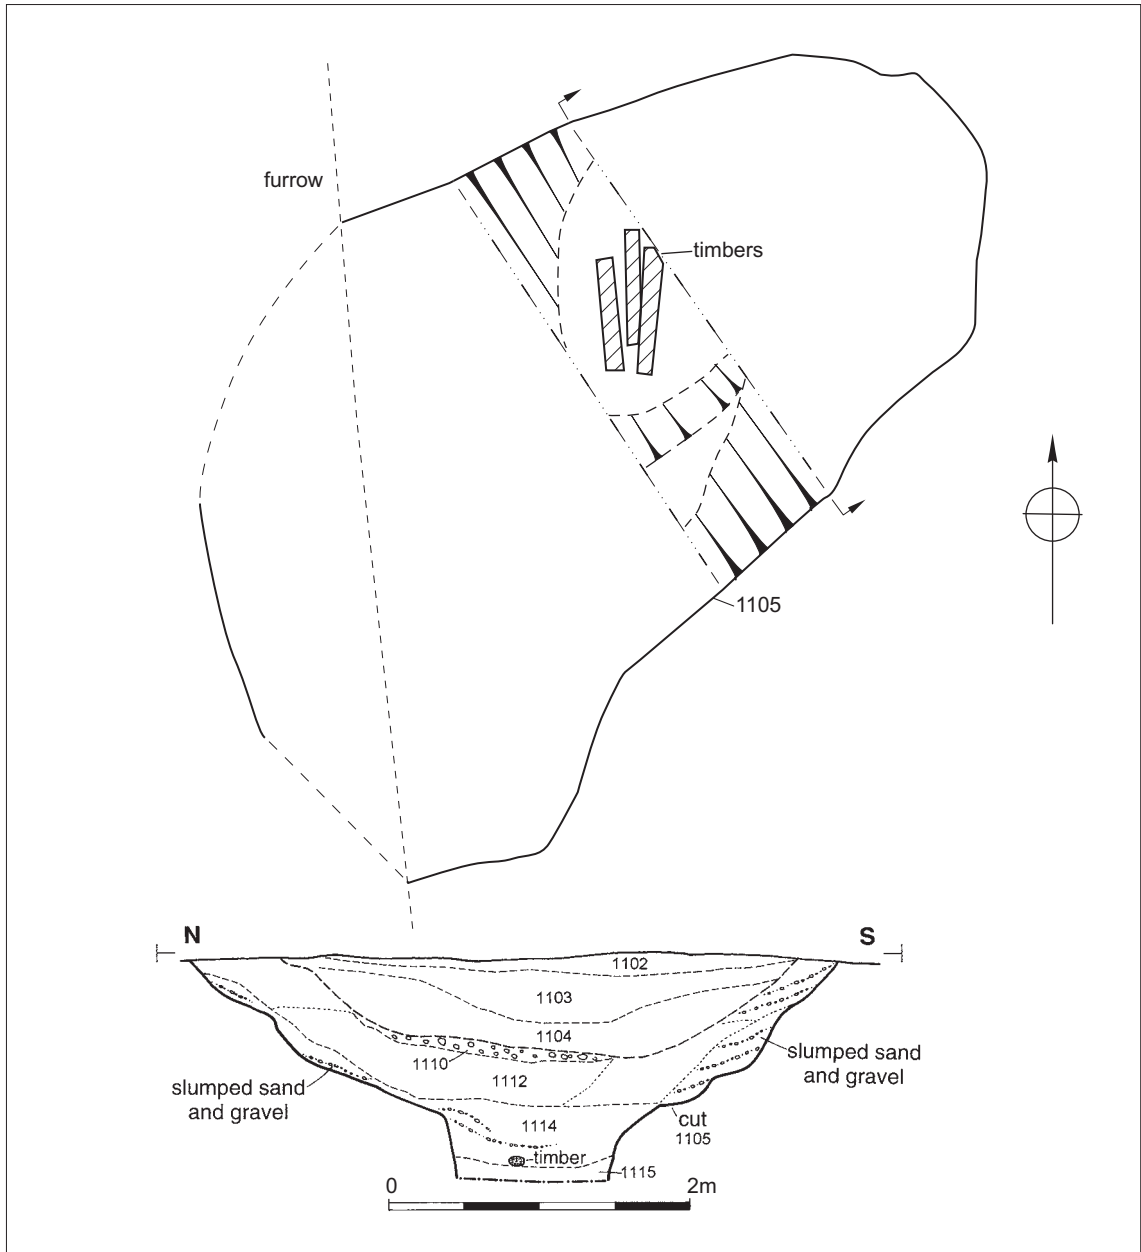 furrow
timbers
1105
N
S
1102
1103
1104
1110
1112
slumped sand
and gravel
slumped sand
and gravel
cut
1105
1114
timber
1115
0
2m